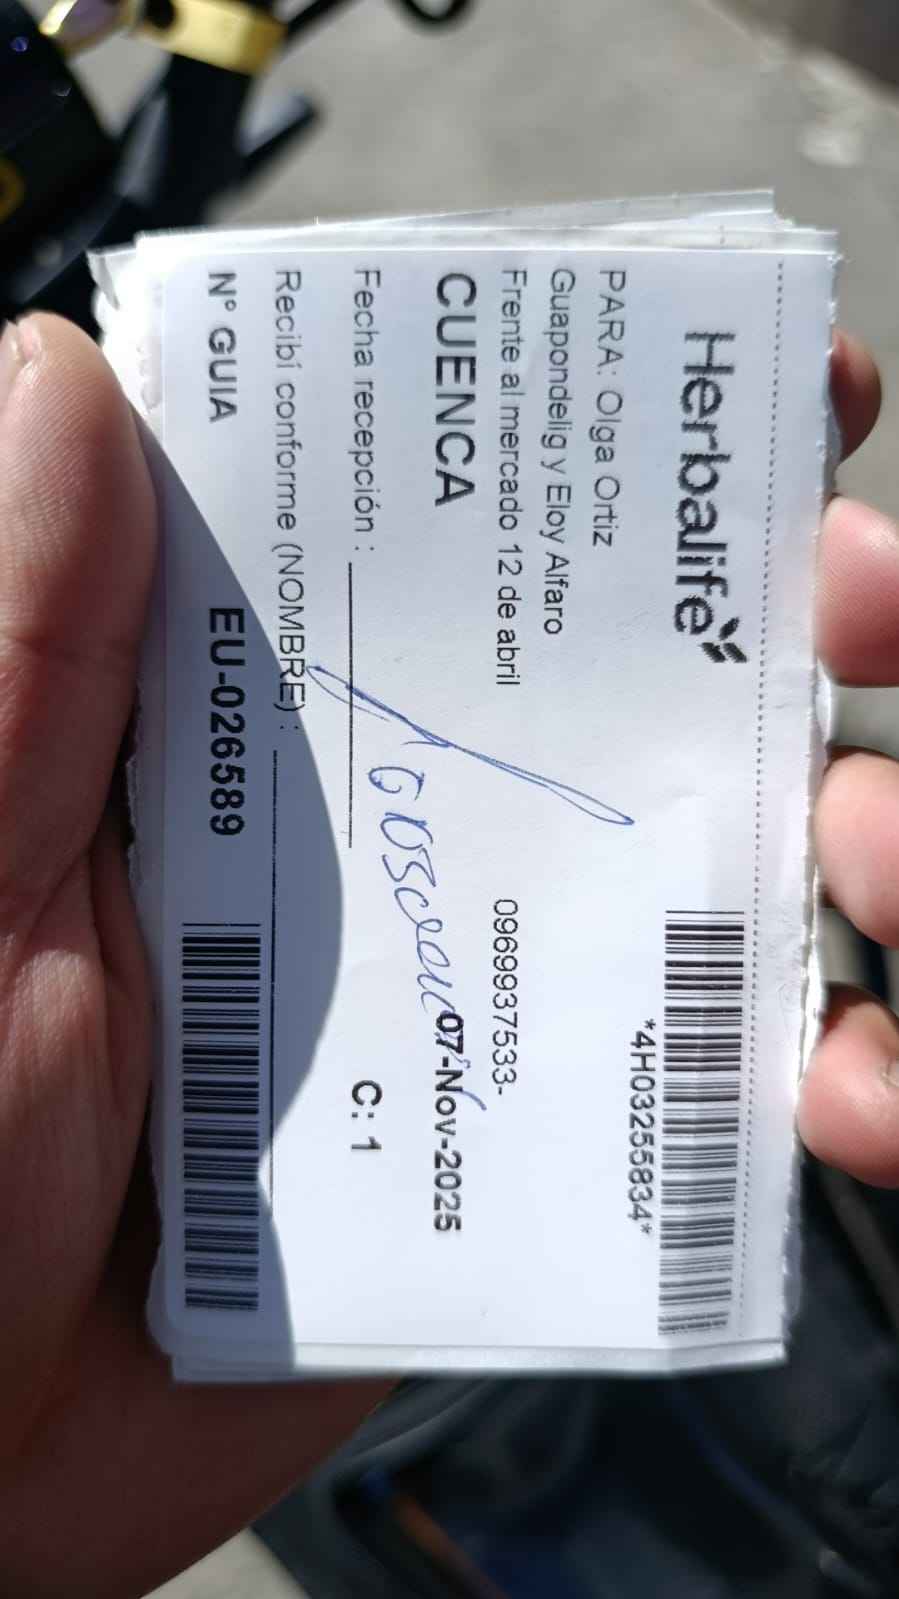 Herbalife
*4H03255834*
PARA: Olga Ortiz
Guapondelig y Eloy Alfaro
Frente al mercado 12 de abril
0969937533-
CUENCA
07-Nov-2025
Fecha recepción :
C: 1
Recibí conforme (NOMBRE) :
N° GUIA EU-026589